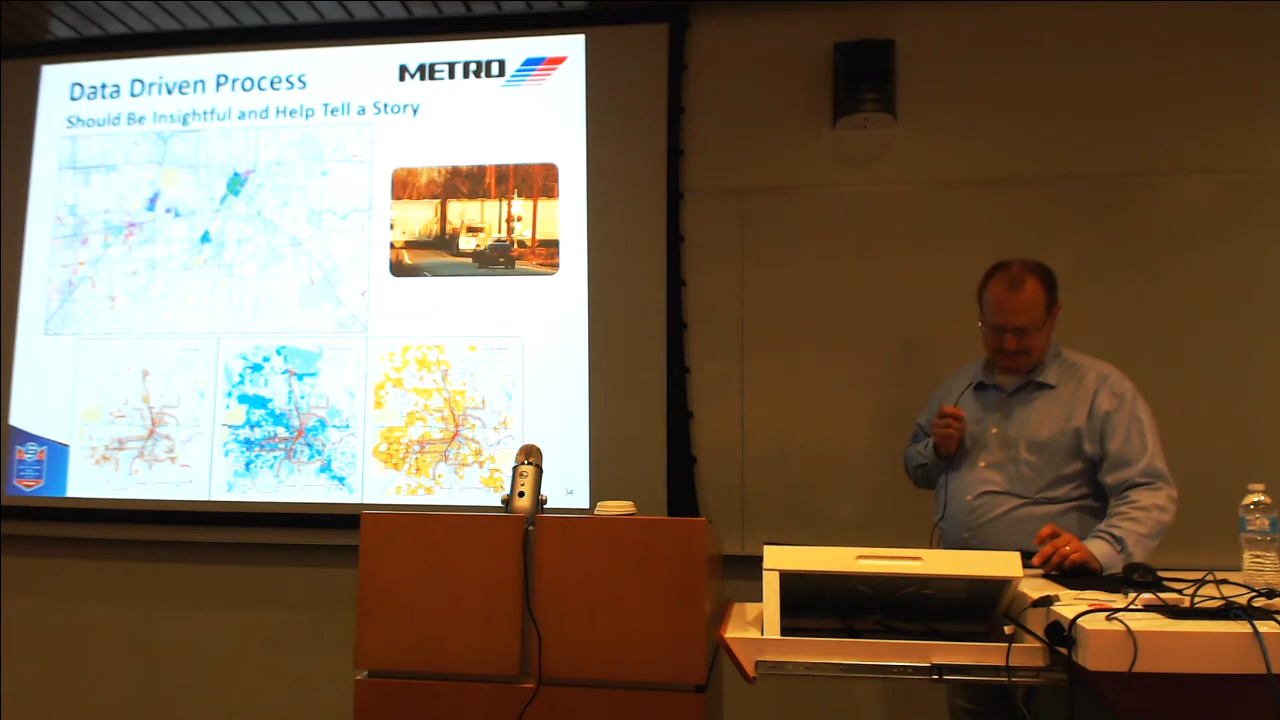 Data Driven Process
METRO
Should Be Insightful and Help Tell a Story
34